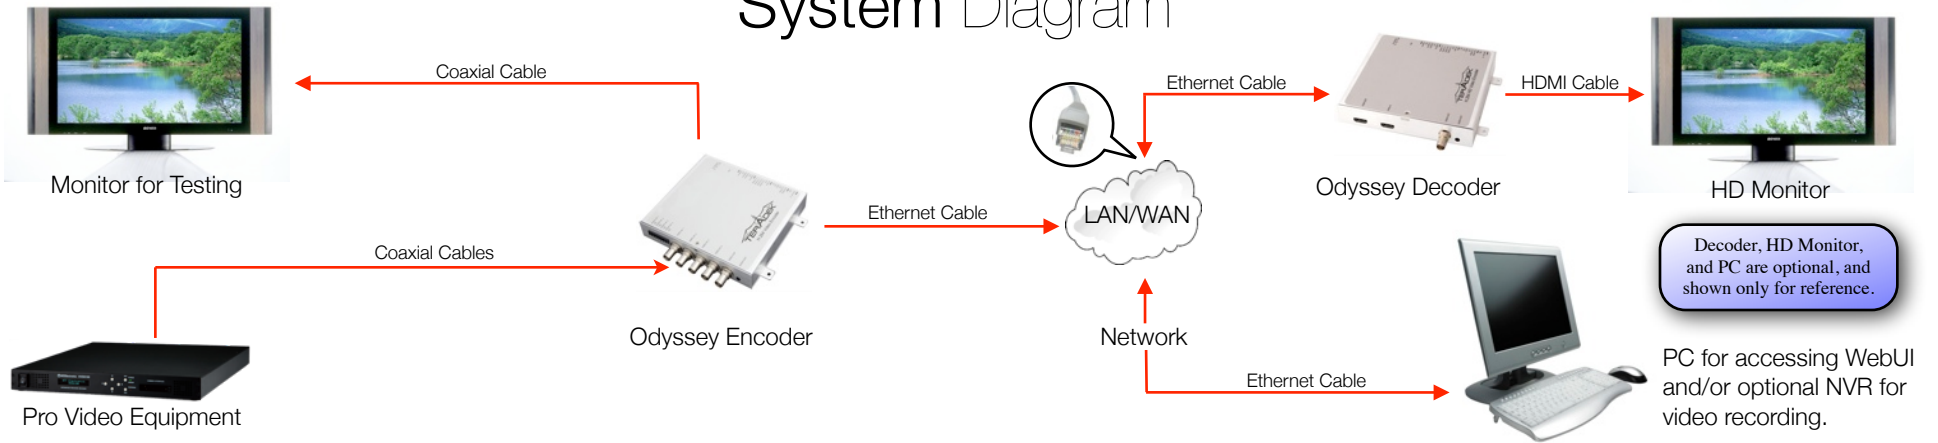 System Diagram
Coaxial Cable
Monitor for Testing
Coaxial Cables
Pro Video Equipment
TERADEK
Odyssey Encoder
Ethernet Cable
LAN/WAN
Network
Ethernet Cable
TERADEK
Odyssey Decoder
HDMI Cable
HD Monitor
Decoder, HD Monitor,
and PC are optional, and
shown only for reference.
Ethernet Cable
PC for accessing WebUI
and/or optional NVR for
video recording.